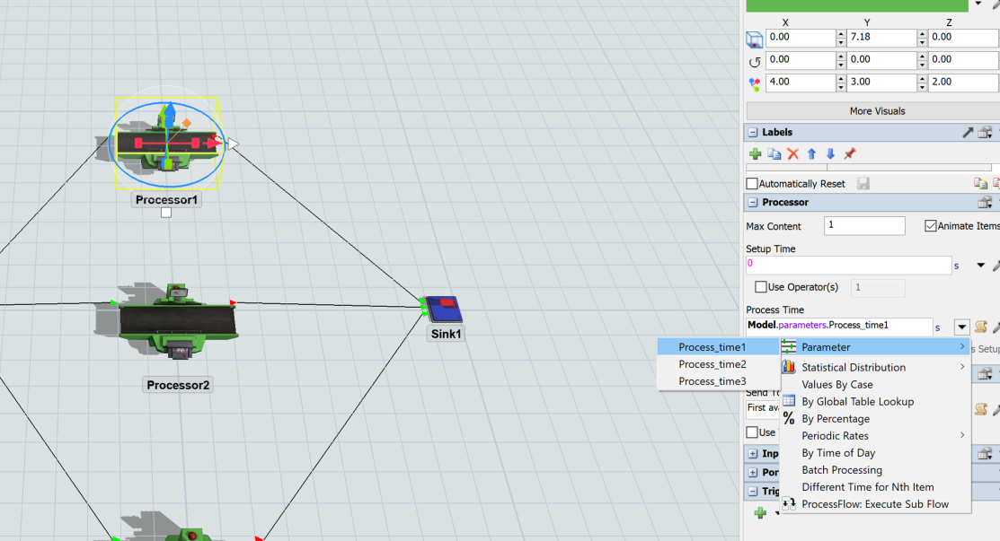 X Y Z
0.00 7.18 0.00
0.00 0.00 0.00
4.00 3.00 2.00
More Visuals
Labels
Automatically Reset
Processor
Max Content 1 Animate Items
Setup Time
0 s
Use Operator(s) 1
Process Time
Model.parameters.Process_time1 s
Process_time1
Process_time2
Process_time3
Parameter
Statistical Distribution
Values By Case
By Global Table Lookup
% By Percentage
Periodic Rates
By Time of Day
Batch Processing
Different Time for Nth Item
ProcessFlow: Execute Sub Flow
s Setup
Send To
First ava
Use
Inp
Por
Trig
Processor1
Processor2
Sink1